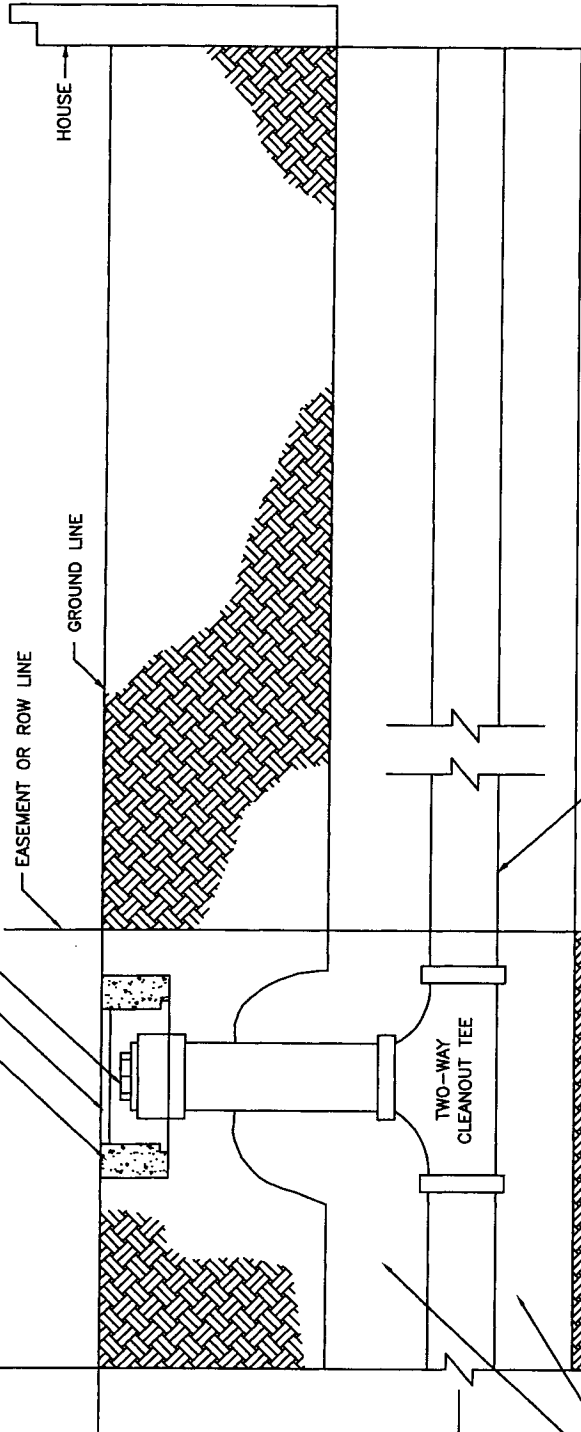 HOUSE
GROUND LINE
EASEMENT OR ROW LINE
TWO-WAY
CLEANOUT TEE